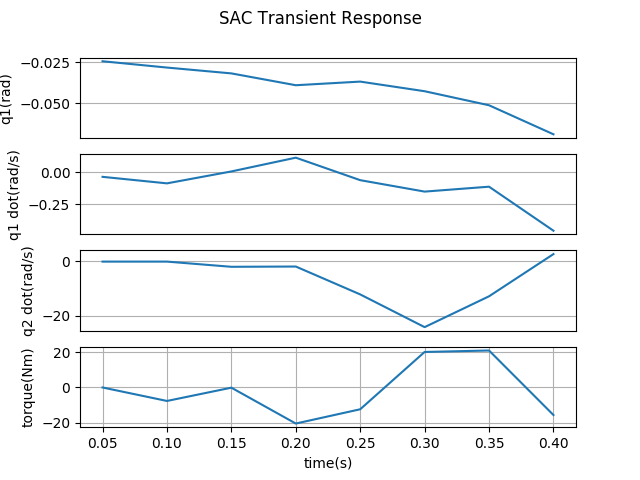 SAC Transient Response
q1(rad)
−0.025
−0.050
q1 dot(rad/s)
0.00
−0.25
q2 dot(rad/s)
0
−20
torque(Nm)
20
0
−20
0.05 0.10 0.15 0.20 0.25 0.30 0.35 0.40
time(s)